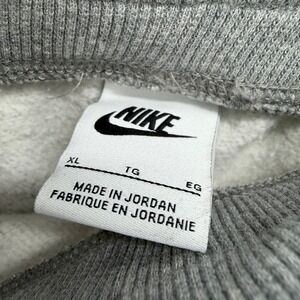 NIKE
XL TG EG
MADE IN JORDAN
FABRIQUE EN JORDANIE